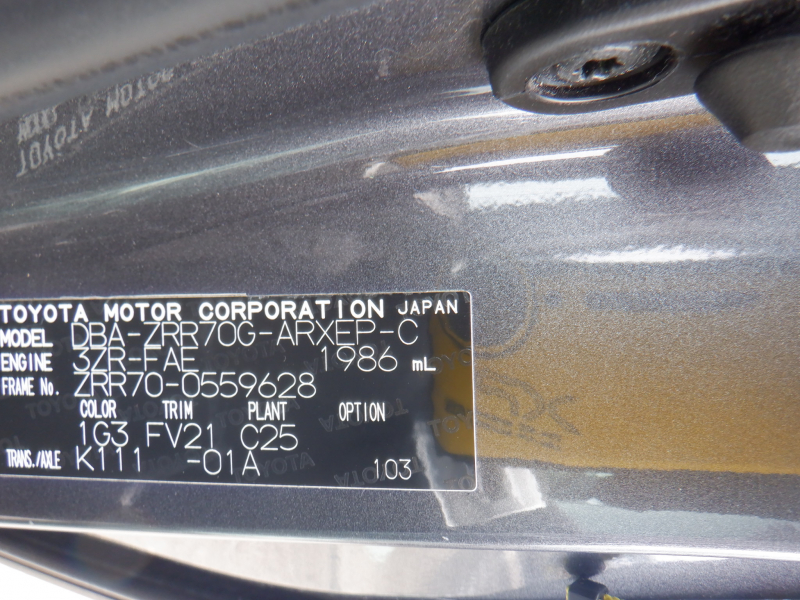 TOYOTA MOTOR CORPORATION JAPAN
MODEL DBA-ZRR70G-ARXEP-C
ENGINE 3ZR-FAE 1986 mL
FRAME No. ZRR70-0559628
COLOR TRIM PLANT OPTION
1G3 FV21 C25
TRANS./AXLE K111 -01A 103